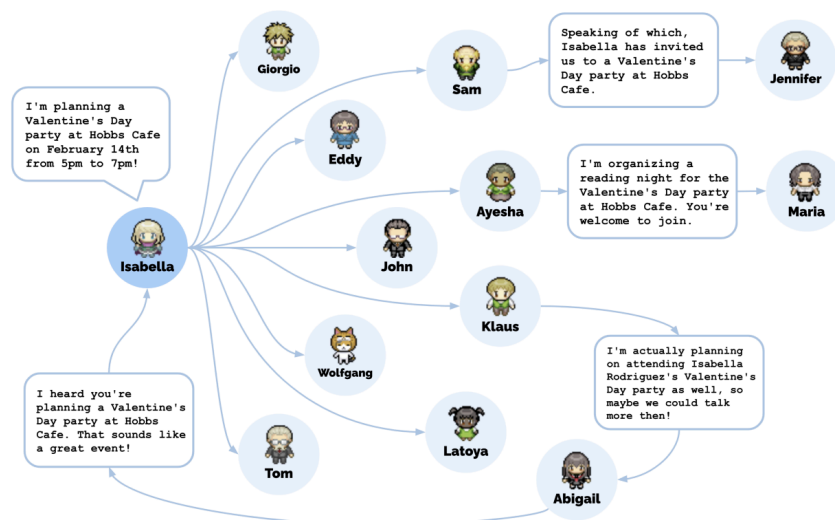 Giorgio
Sam
Speaking of which,
Isabella has invited
us to a Valentine's
Day party at Hobbs
Cafe.
Jennifer
I'm planning a
Valentine's Day
party at Hobbs Cafe
on February 14th
from 5pm to 7pm!
Eddy
Ayesha
I'm organizing a
reading night for the
Valentine's Day party
at Hobbs Cafe. You're
welcome to join.
Maria
Isabella
John
Klaus
Wolfgang
I'm actually planning
on attending Isabella
Rodriguez's Valentine's
Day party as well, so
maybe we could talk
more then!
I heard you're
planning a Valentine's
Day party at Hobbs
Cafe. That sounds like
a great event!
Tom
Latoya
Abigail